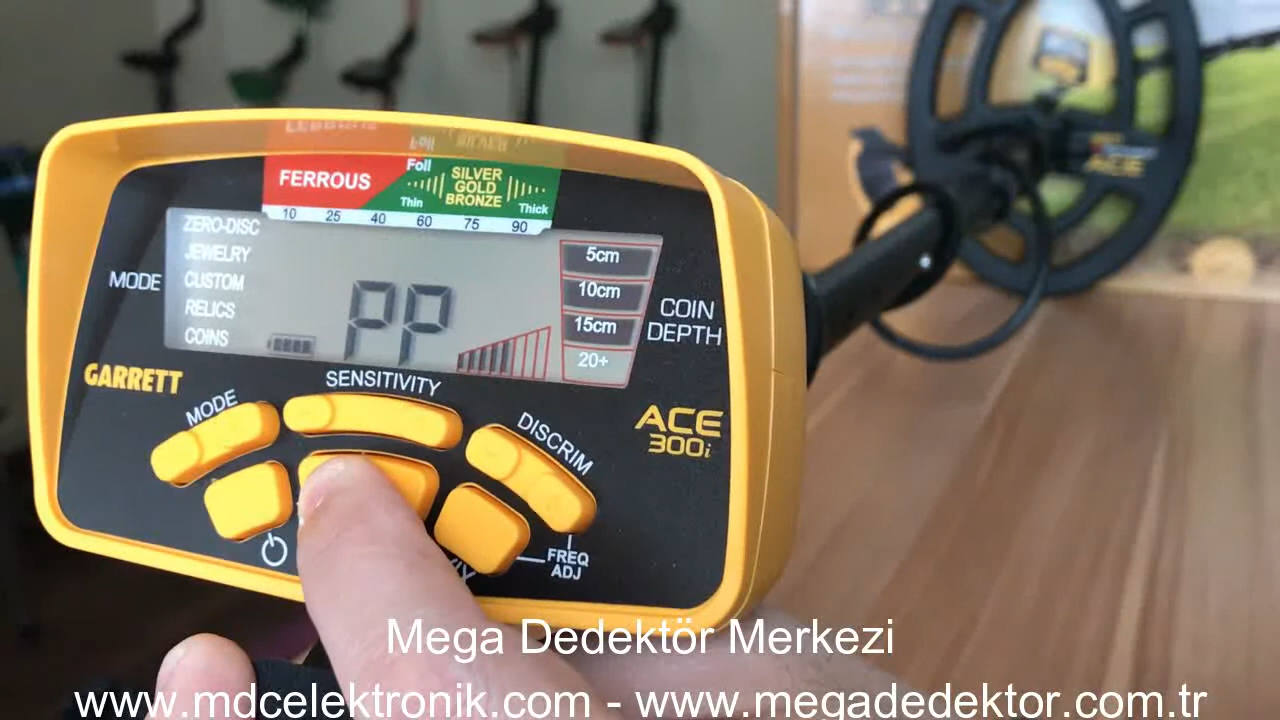 FERROUS
Foil
SILVER
GOLD
BRONZE
Thin
Thick
10 25 40 60 75 90
MODE
ZERO-DISC
JEWELRY
CUSTOM
RELICS
COINS
PP
5cm
10cm
15cm
20+
COIN
DEPTH
GARRETT
MODE
SENSITIVITY
DISCRIM
ACE
300i
FREQ
ADJ
ACE
Mega Dedektör Merkezi
www.mdcelektronik.com - www.megadedektor.com.tr